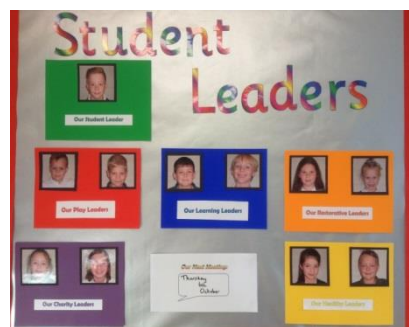 Student
Leaders
Our Student Leader
Our Play Leaders
Our Learning Leaders
Our Restorative Leaders
Our Charity Leaders
Our Next Meeting:
Thursday
October
Leaders